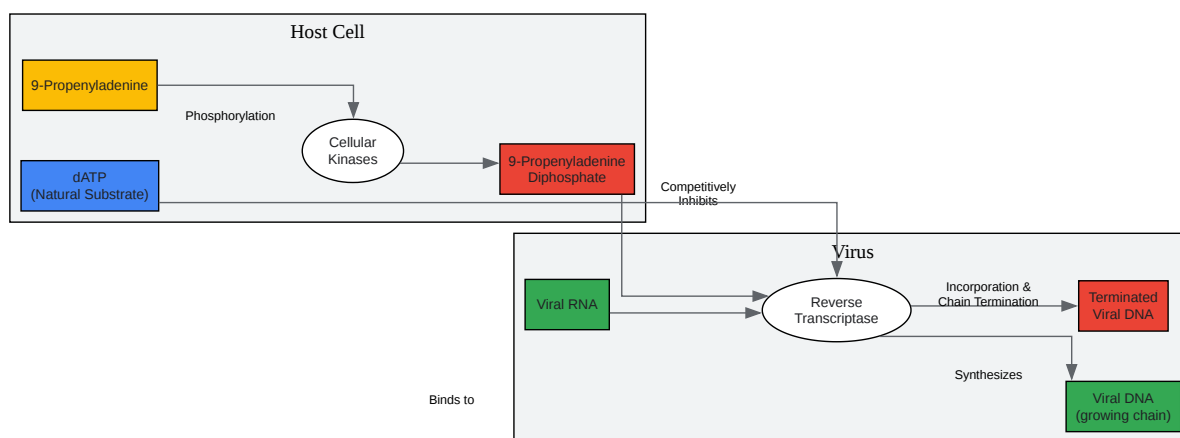 Host Cell
9-Propenyladenine
Phosphorylation
Cellular
Kinases
9-Propenyladenine
Diphosphate
dATP
(Natural Substrate)
Competitively
Inhibits
Virus
Viral RNA
Reverse
Transcriptase
Incorporation &
Chain Termination
Terminated
Viral DNA
Synthesizes
Viral DNA
(growing chain)
Binds to